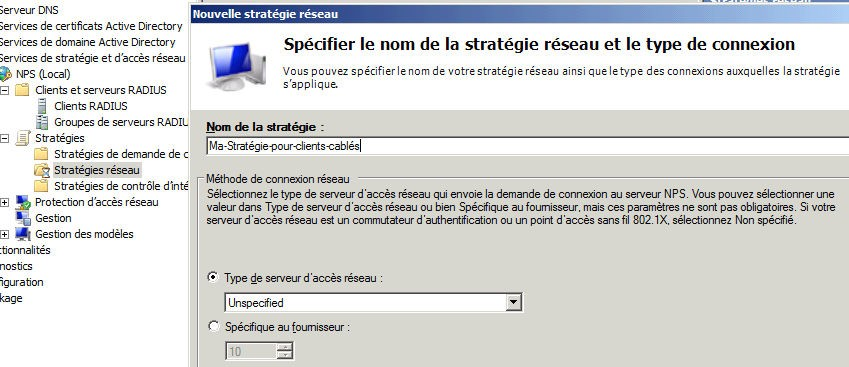 Serveur DNS
Services de certificats Active Directory
Services de domaine Active Directory
Services de stratégie et d'accès réseau
NPS (Local)
Clients et serveurs RADIUS
Clients RADIUS
Groupes de serveurs RADIU
Stratégies
Stratégies de demande de c
Stratégies réseau
Stratégies de contrôle d'inté
Protection d'accès réseau
Gestion
Gestion des modèles
ctionnalités
nostics
figuration
kage
Nouvelle stratégie réseau
Spécifier le nom de la stratégie réseau et le type de connexion
Vous pouvez spécifier le nom de votre stratégie réseau ainsi que le type des connexions auxquelles la stratégie
s'applique.
Nom de la stratégie :
Ma-Stratégie-pour-clients-cablés
Méthode de connexion réseau
Sélectionnez le type de serveur d'accès réseau qui envoie la demande de connexion au serveur NPS. Vous pouvez sélectionner une
valeur dans Type de serveur d'accès réseau ou bien Spécifique au fournisseur, mais ces paramètres ne sont pas obligatoires. Si votre
serveur d'accès réseau est un commutateur d'authentification ou un point d'accès sans fil 802.1X, sélectionnez Non spécifié.
Type de serveur d'accès réseau :
Unspecified
Spécifique au fournisseur :
10